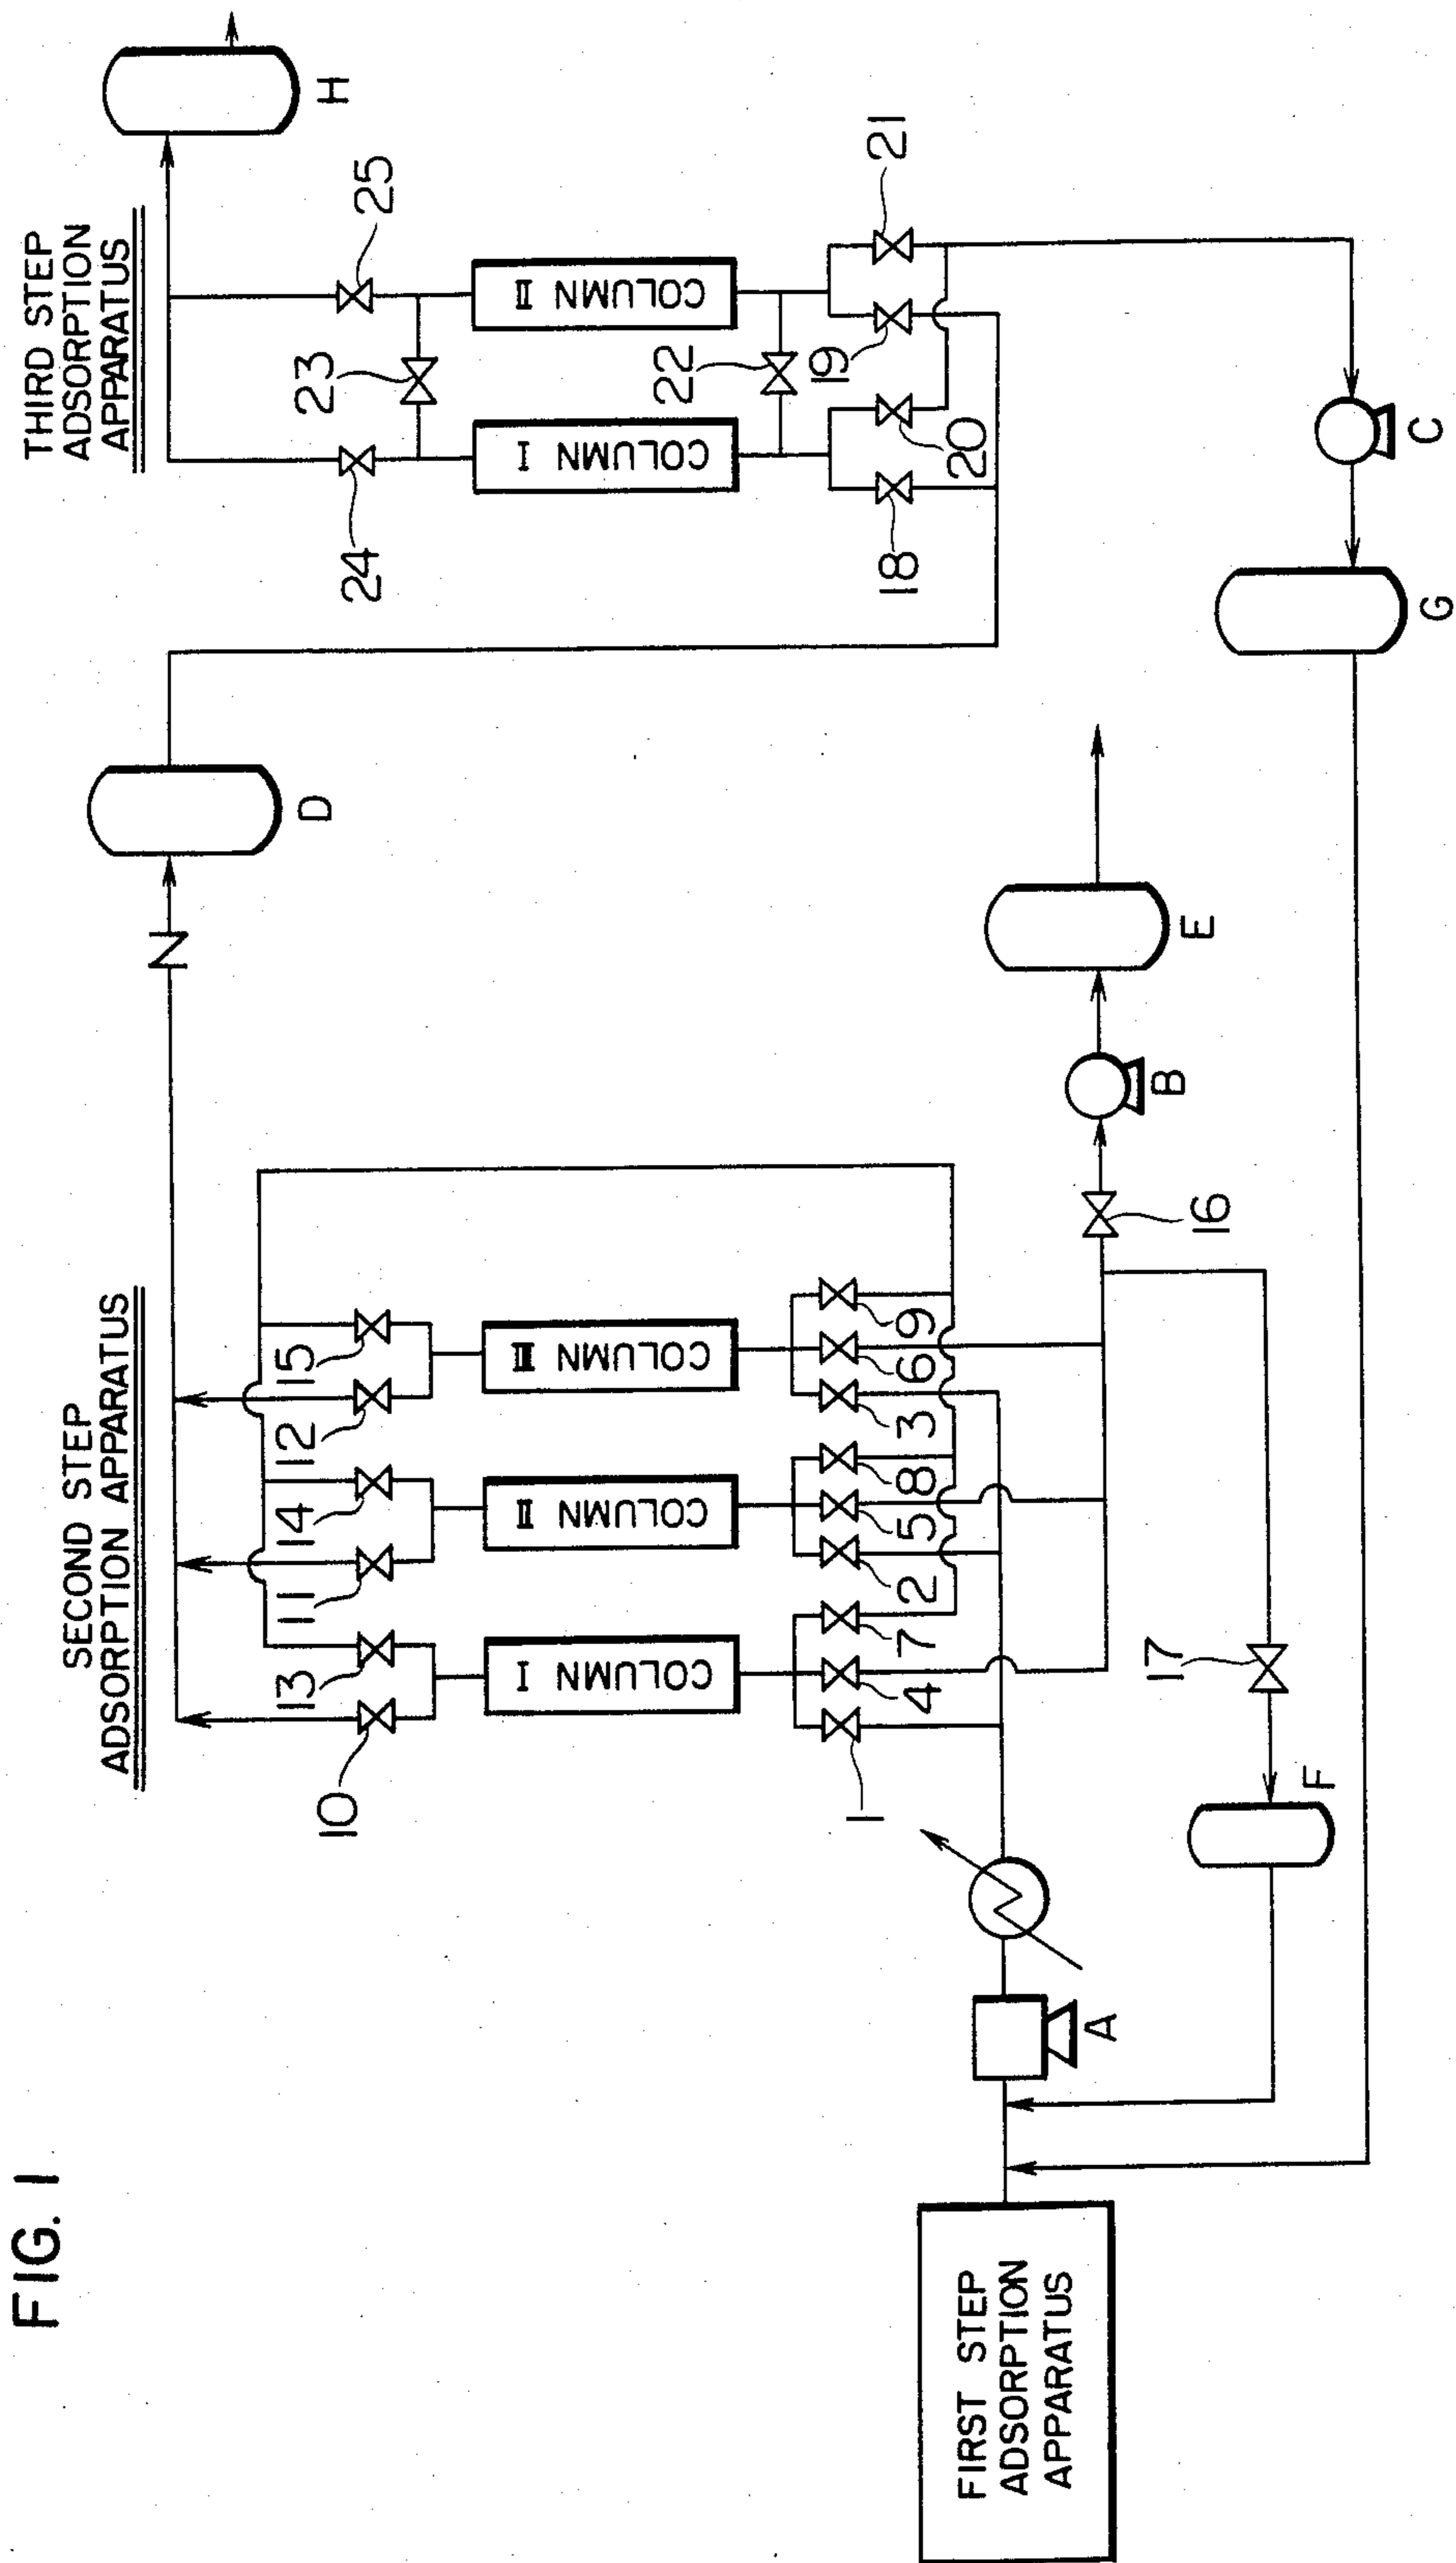 FIG. 1
SECOND STEP
ADSORPTION APPARATUS
THIRD STEP
ADSORPTION
APPARATUS
H
D
10
13
11
14
12
15
24
23
25
COLUMN I
COLUMN II
COLUMN III
COLUMN I
COLUMN II
1
4
7
2
5
8
3
6
9
18
20
22
19
21
FIRST STEP
ADSORPTION
APPARATUS
A
B
E
16
17
F
G
C